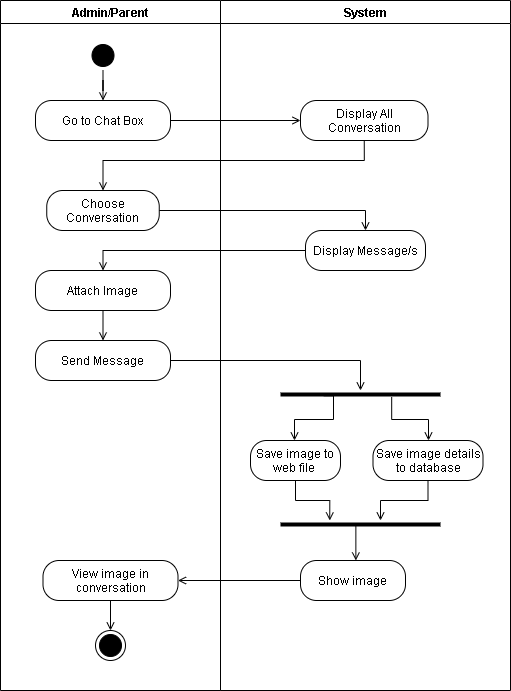 Admin/Parent
System
Go to Chat Box
Display All
Conversation
Choose
Conversation
Display Message/s
Attach Image
Send Message
Save image to
web file
Save image details
to database
View image in
conversation
Show image